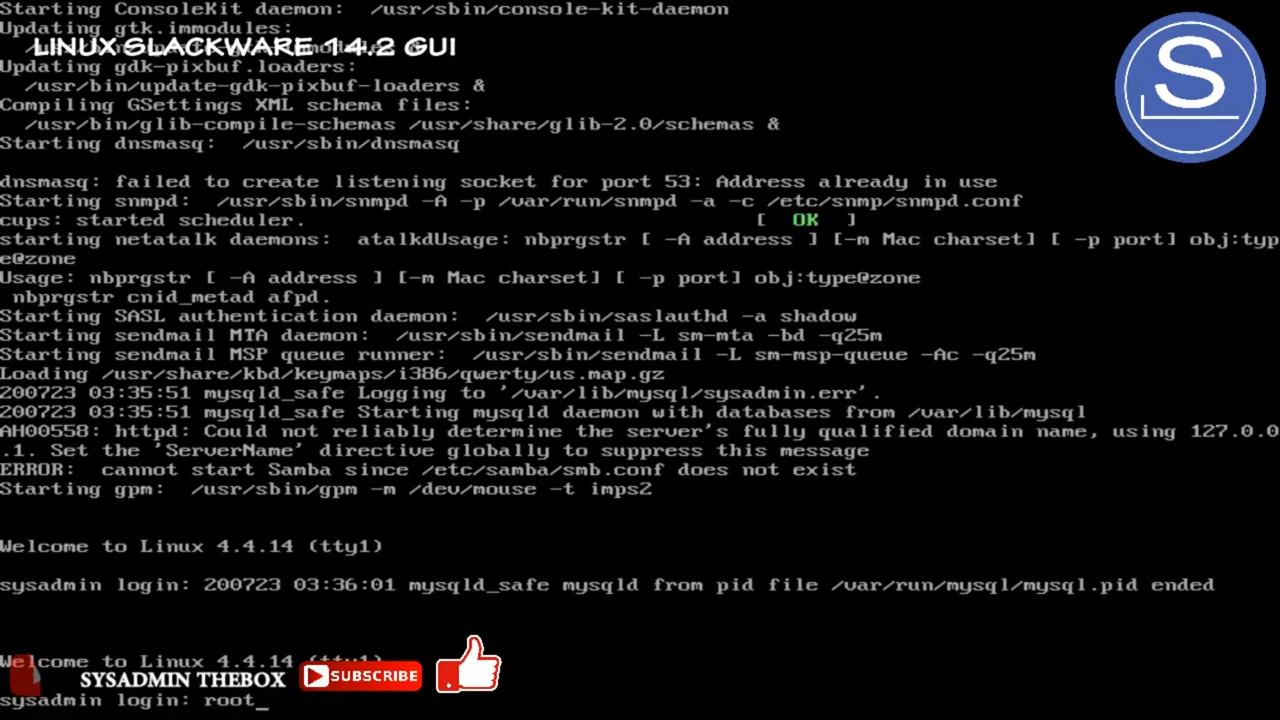 Starting ConsoleKit daemon:  /usr/sbin/console-kit-daemon
Updating gtk.immodules:
LINUX SLACKWARE 14.2 GUI
Updating gdk-pixbuf.loaders:
  /usr/bin/update-gdk-pixbuf-loaders &
Compiling GSettings XML schema files:
  /usr/bin/glib-compile-schemas /usr/share/glib-2.0/schemas &
Starting dnsmasq:  /usr/sbin/dnsmasq
S
dnsmasq: failed to create listening socket for port 53: Address already in use
Starting snmpd:  /usr/sbin/snmpd -A -p /var/run/snmpd -a -c /etc/snmp/snmpd.conf
cups: started scheduler.                                   [  OK  ]
starting netatalk daemons:  atalkdUsage: nbprgstr [ -A address ] [-m Mac charset] [ -p port] obj:typ
e@zone
Usage: nbprgstr [ -A address ] [-m Mac charset] [ -p port] obj:type@zone
 nbprgstr cnid_metad afpd.
Starting SASL authentication daemon:  /usr/sbin/saslauthd -a shadow
Starting sendmail MTA daemon:  /usr/sbin/sendmail -L sm-mta -bd -q25m
Starting sendmail MSP queue runner:  /usr/sbin/sendmail -L sm-msp-queue -Ac -q25m
Loading /usr/share/kbd/keymaps/i386/qwerty/us.map.gz
200723 03:35:51 mysqld_safe Logging to '/var/lib/mysql/sysadmin.err'.
200723 03:35:51 mysqld_safe Starting mysqld daemon with databases from /var/lib/mysql
AH00558: httpd: Could not reliably determine the server's fully qualified domain name, using 127.0.0
.1. Set the 'ServerName' directive globally to suppress this message
ERROR:  cannot start Samba since /etc/samba/smb.conf does not exist
Starting gpm:  /usr/sbin/gpm -m /dev/mouse -t imps2
Welcome to Linux 4.4.14 (tty1)
sysadmin login: 200723 03:36:01 mysqld_safe mysqld from pid file /var/run/mysql/mysql.pid ended
Welcome to Linux 4.4.14 (tty1)
SYSADMIN THEBOX
SUBSCRIBE
sysadmin login: root_